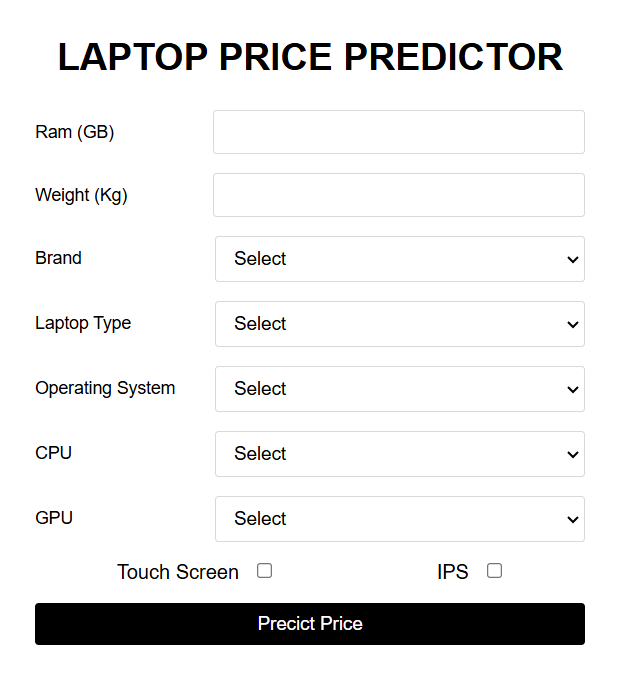 LAPTOP PRICE PREDICTOR
Ram (GB)
Weight (Kg)
Brand Select
Laptop Type Select
Operating System Select
CPU Select
GPU Select
Touch Screen IPS
Precict Price